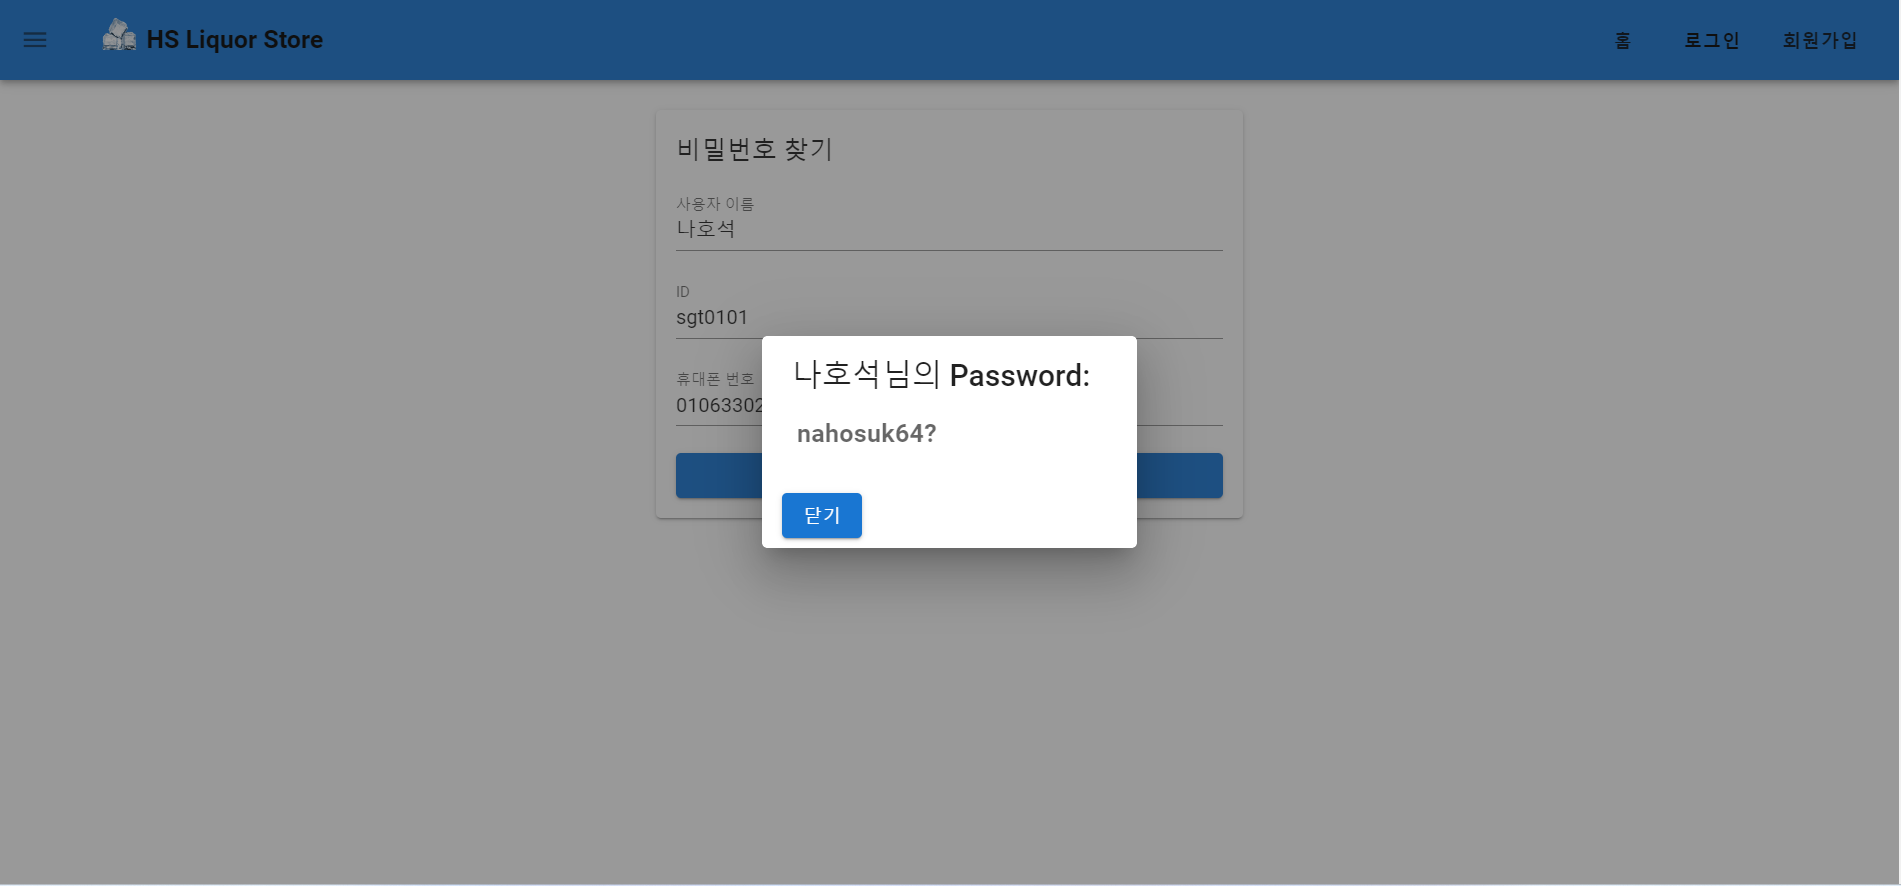 HS Liquor Store
홈
로그인
회원가입
비밀번호 찾기
사용자 이름
나호석
ID
sgt0101
휴대폰 번호
01063302
나호석님의 Password:
nahosuk64?
닫기